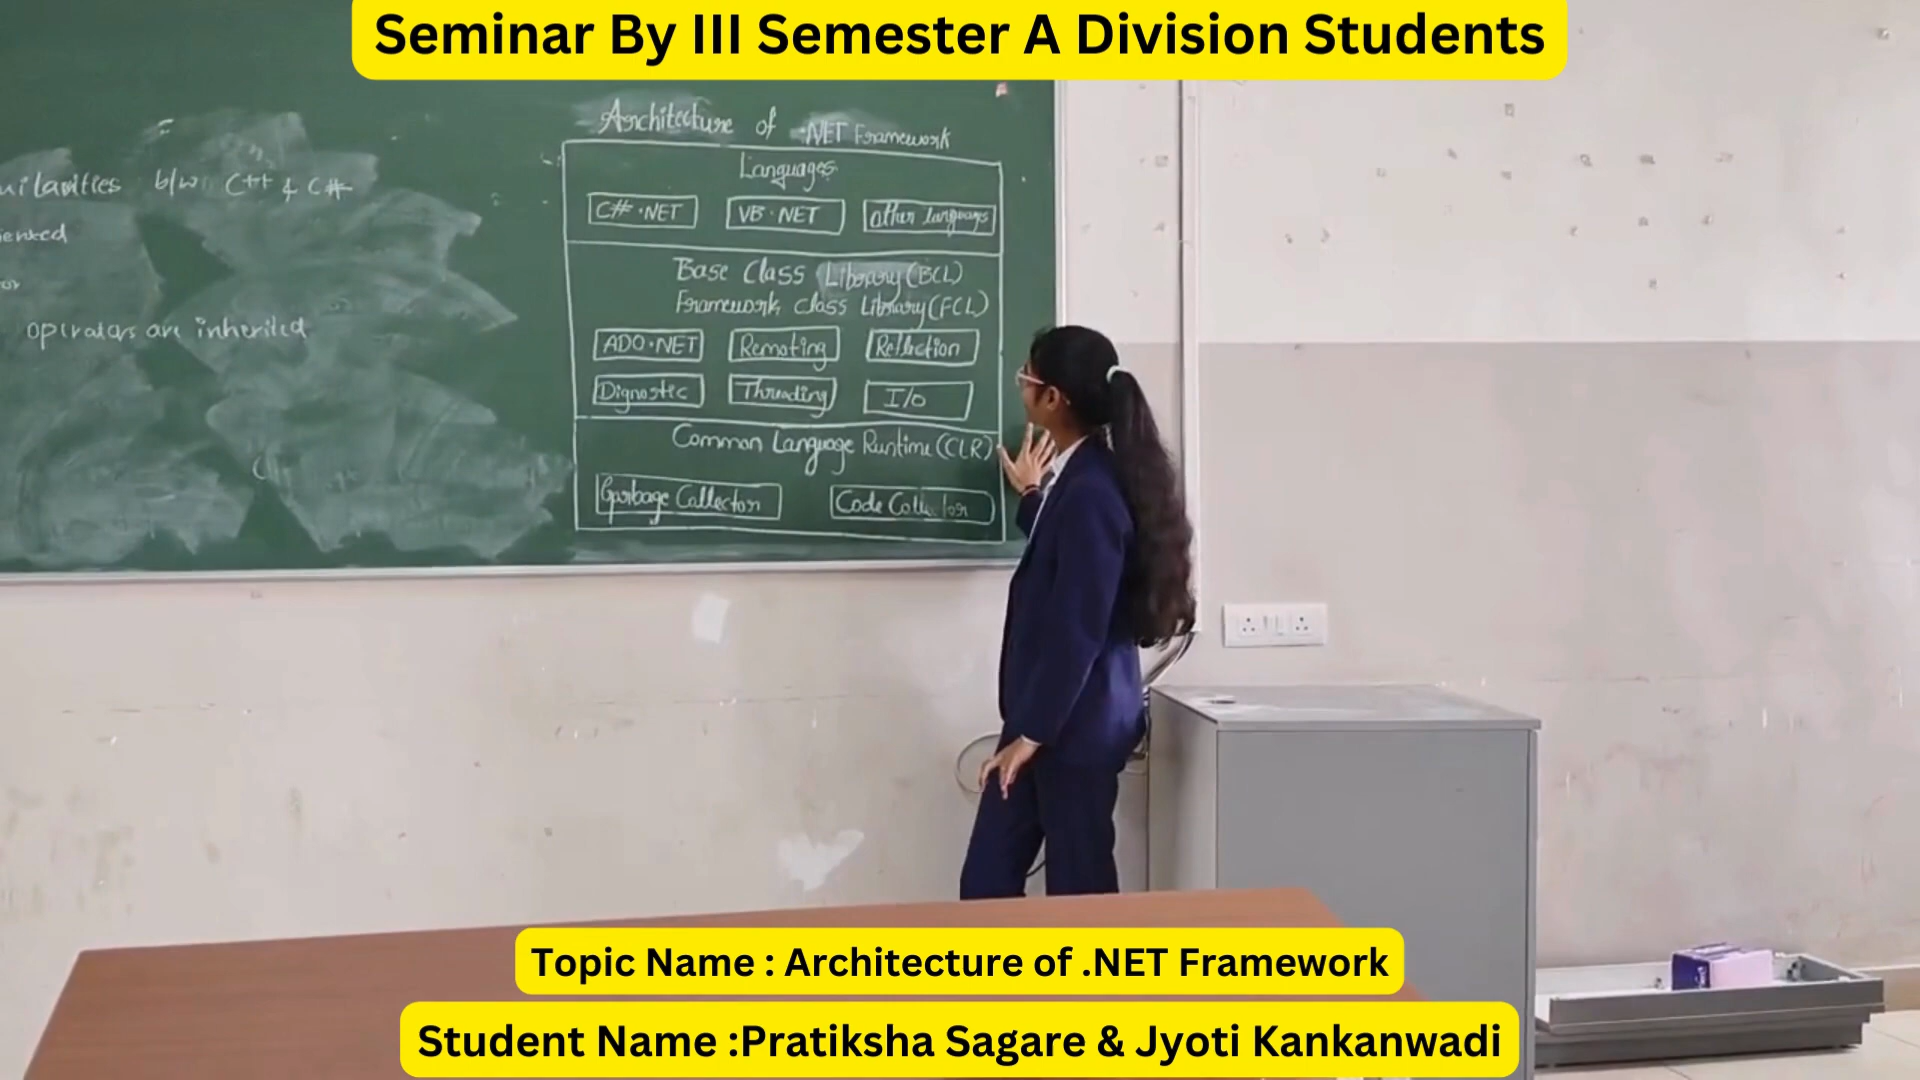 Seminar By III Semester A Division Students
Architecture of .NET Framework
Languages
C#.NET VB.NET other languages
Base Class Library (BCL)
Framework Class Library (FCL)
ADO.NET Remoting Reflection
Dignostic Threading I/O
Common Language Runtime (CLR)
Garbage Collector Code Collector
b/w C++ & C#
operators are inherited
Topic Name : Architecture of .NET Framework
Student Name :Pratiksha Sagare & Jyoti Kankanwadi